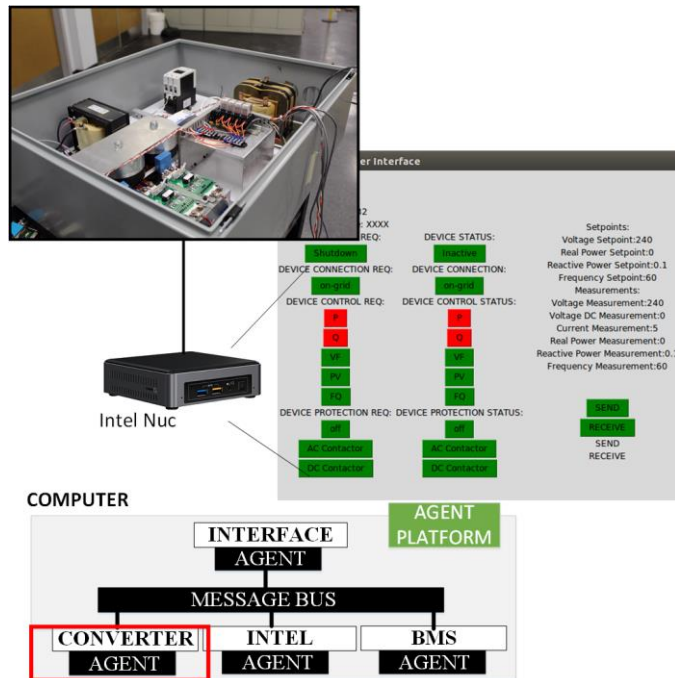 er Interface
32
: XXXX
REQ:
DEVICE STATUS:
Shutdown
inactive
DEVICE CONNECTION REQ:
DEVICE CONNECTION:
on-grid
on-grid
DEVICE CONTROL REQ:
DEVICE CONTROL STATUS:
P
P
Q
Q
VF
VF
PV
PV
FQ
FQ
DEVICE PROTECTION REQ:
DEVICE PROTECTION STATUS:
off
off
AC Contactor
AC Contactor
DC Contactor
DC Contactor
Setpoints:
Voltage Setpoint:240
Real Power Setpoint:0
Reactive Power Setpoint:0.1
Frequency Setpoint:60
Measurements:
Voltage Measurement:240
Voltage DC Measurement:0
Current Measurement:5
Real Power Measurement:0
Reactive Power Measurement:0.1
Frequency Measurement:60
SEND
RECEIVE
SEND
RECEIVE
Intel Nuc
COMPUTER
AGENT
PLATFORM
INTERFACE
AGENT
MESSAGE BUS
CONVERTER
AGENT
INTEL
AGENT
BMS
AGENT